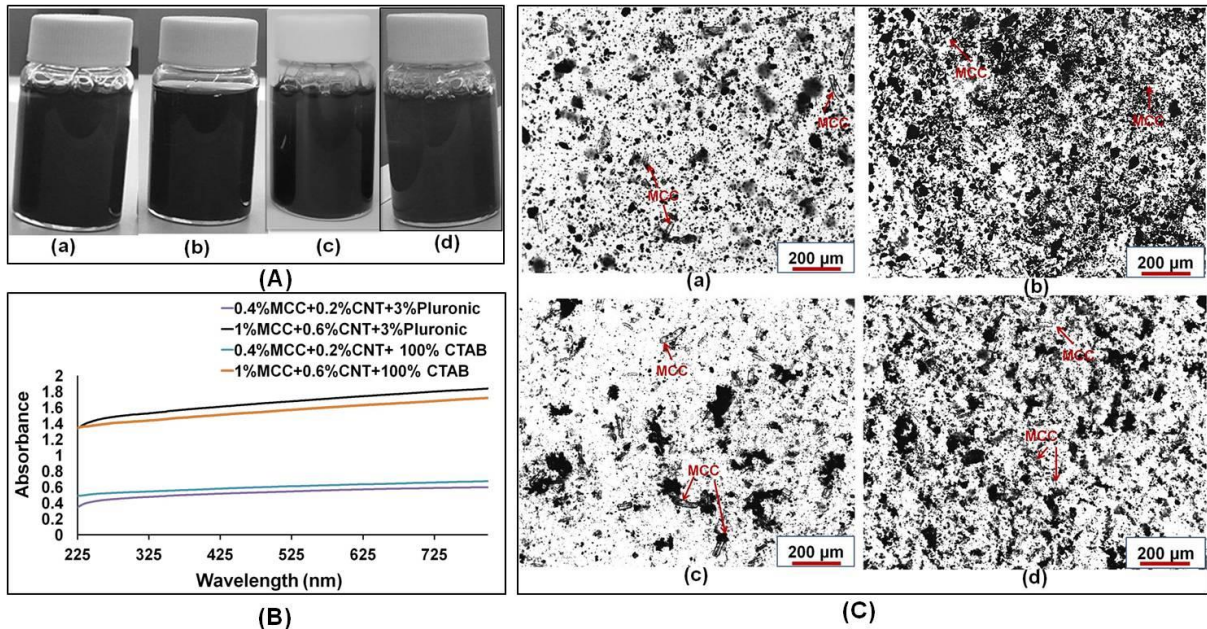 (a)
(b)
(c)
(d)
(A)
0.4%MCC+0.2%CNT+3%Pluronic
1%MCC+0.6%CNT+3%Pluronic
0.4%MCC+0.2%CNT+ 100% CTAB
1%MCC+0.6%CNT+100% CTAB
2
1.8
1.6
1.4
1.2
1
0.8
0.6
0.4
0.2
0
Absorbance
225
325
425
525
625
725
Wavelength (nm)
(B)
MCC
MCC
MCC
200 µm
(a)
MCC
MCC
200 µm
(b)
MCC
MCC
200 µm
(c)
MCC
MCC
200 µm
(d)
(C)